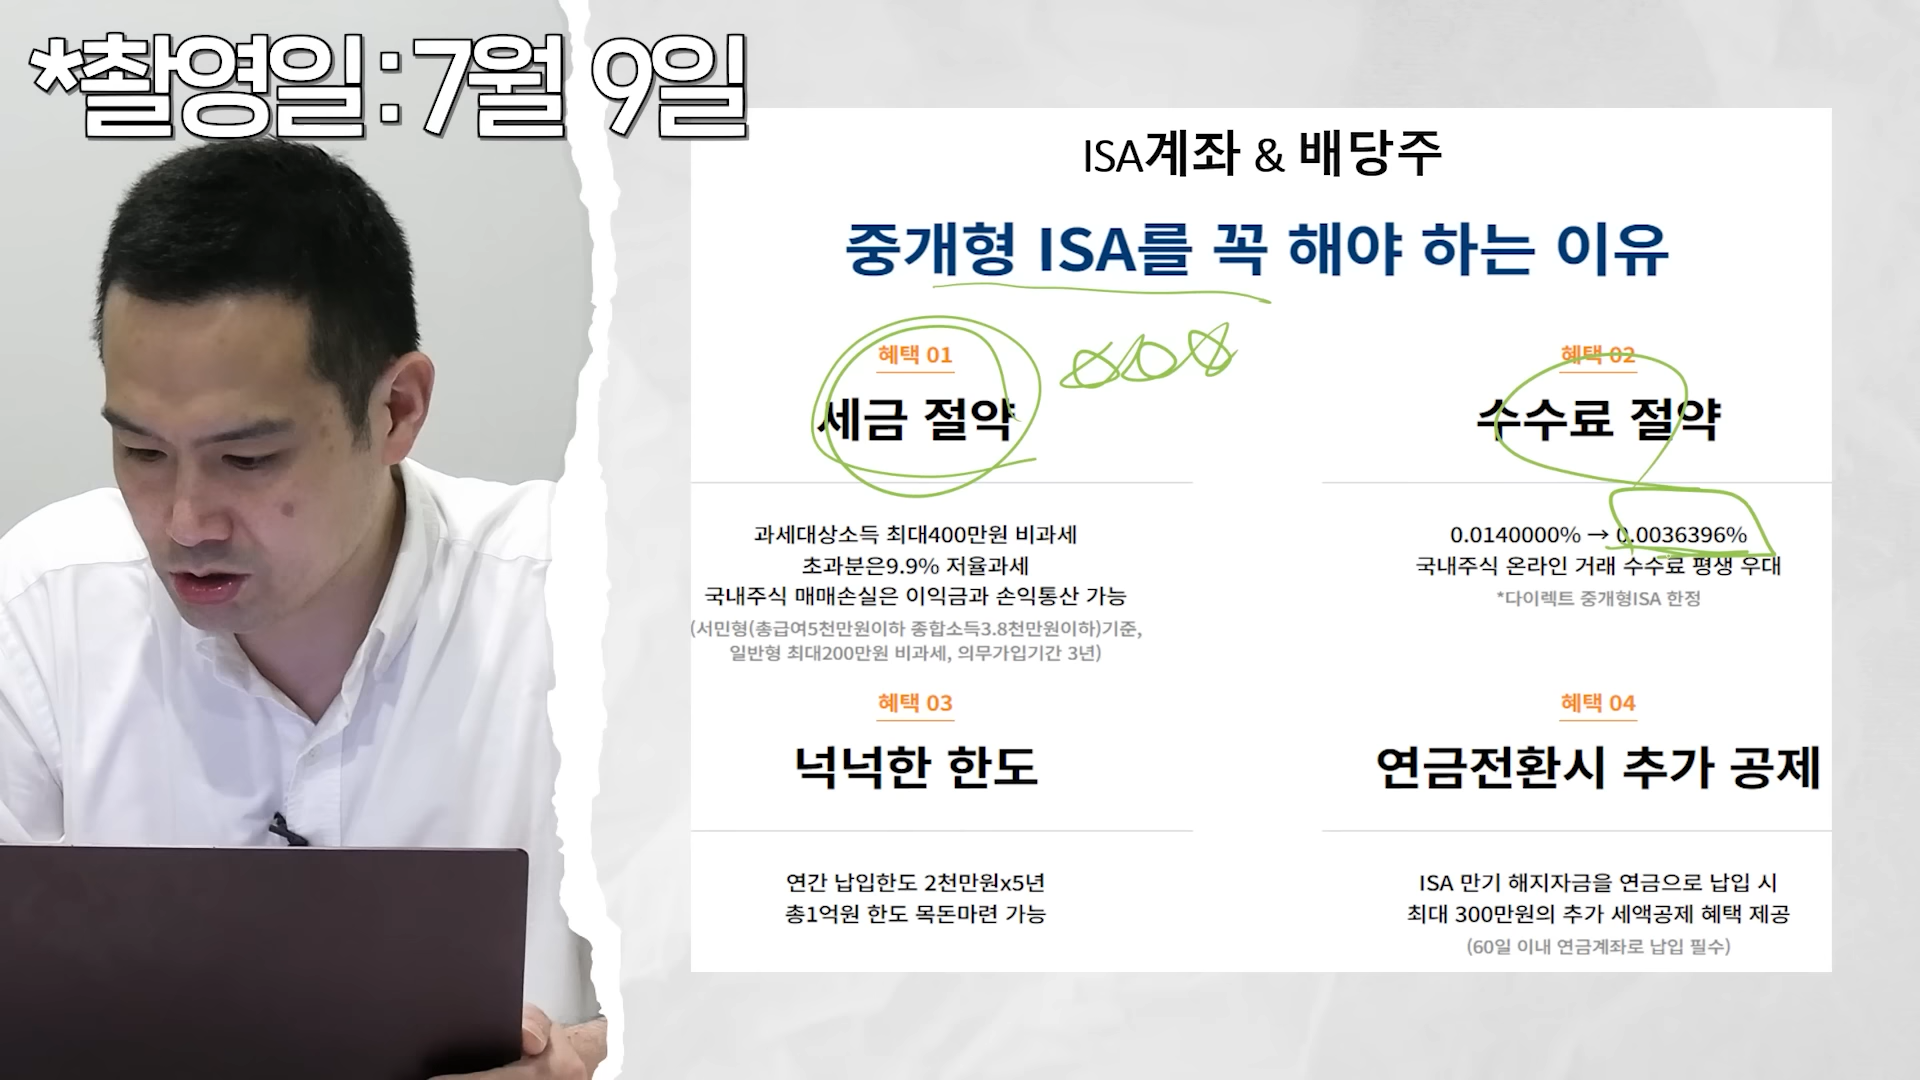 *촬영일:7월 9일
ISA계좌 & 배당주
중개형 ISA를 꼭 해야 하는 이유
혜택 01
세금 절약
과세대상소득 최대400만원 비과세
초과분은9.9% 저율과세
국내주식 매매손실은 이익금과 손익통산 가능
(서민형(총급여5천만원이하 종합소득3.8천만원이하)기준,
일반형 최대200만원 비과세, 의무가입기간 3년)
혜택 02
수수료 절약
0.0140000% → 0.0036396%
국내주식 온라인 거래 수수료 평생 우대
*다이렉트 중개형ISA 한정
혜택 03
넉넉한 한도
연간 납입한도 2천만원x5년
총1억원 한도 목돈마련 가능
혜택 04
연금전환시 추가 공제
ISA 만기 해지자금을 연금으로 납입 시
최대 300만원의 추가 세액공제 혜택 제공
(60일 이내 연금계좌로 납입 필수)